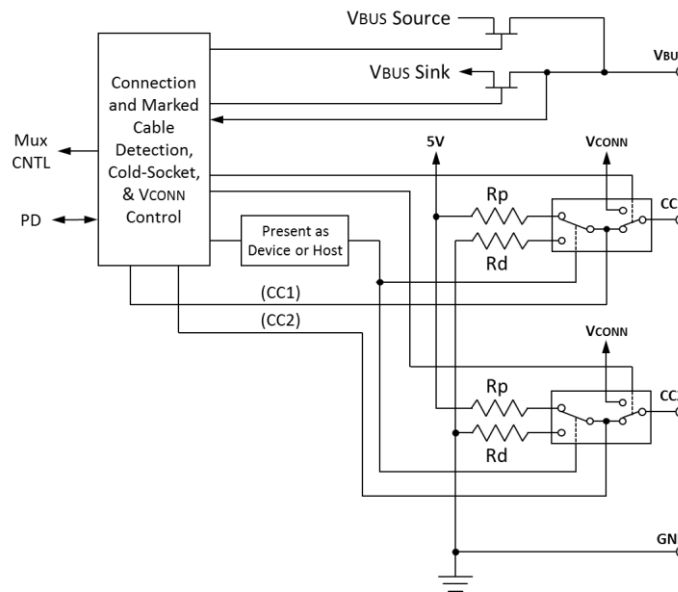 VBUS Source
VBUS Sink
Connection
and Marked
Cable
Detection,
Cold-Socket,
& VCONN
Control
Mux
CNTL
PD
Present as
Device or Host
(CC1)
(CC2)
5V
VCONN
Rp
Rd
CC
VCONN
Rp
Rd